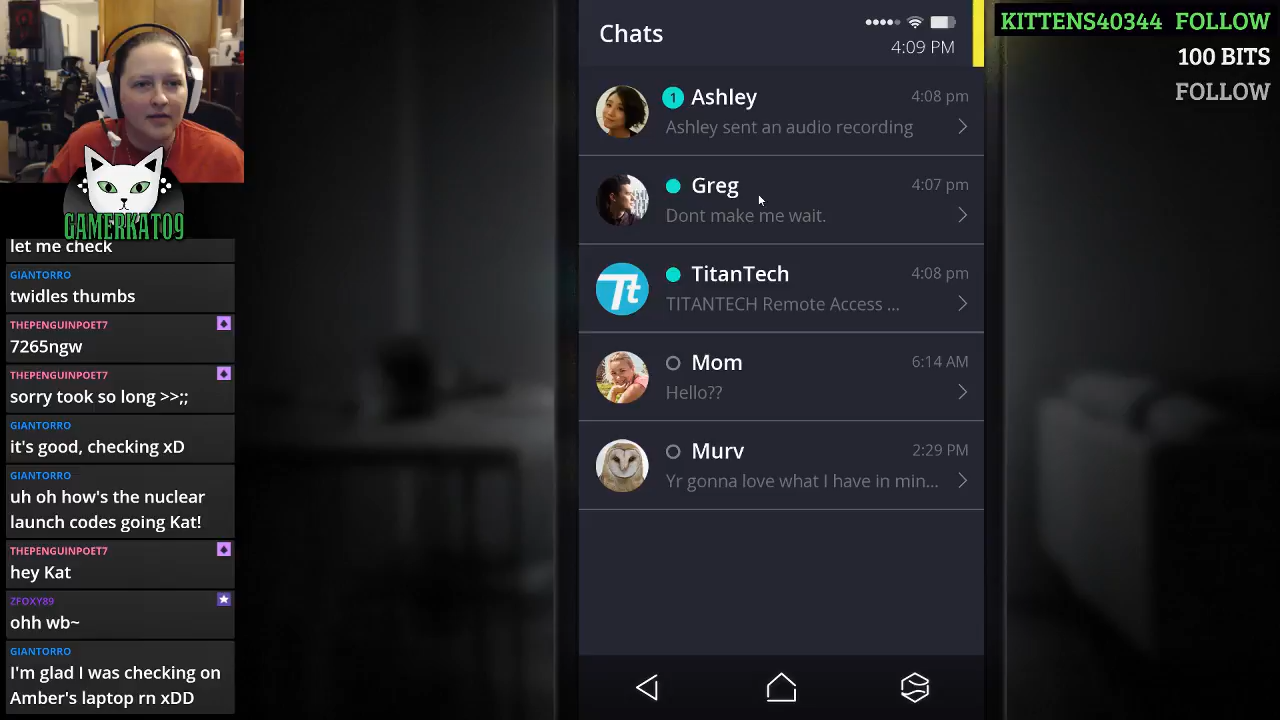 KITTENS40344 FOLLOW
100 BITS
FOLLOW
Chats
4:09 PM
1 Ashley 4:08 pm
Ashley sent an audio recording
Greg 4:07 pm
Dont make me wait.
Tt TitanTech 4:08 pm
TITANTECH Remote Access ...
Mom 6:14 AM
Hello??
Murv 2:29 PM
Yr gonna love what I have in min...
GAMERKAT09
let me check
GIANTORRO
twidles thumbs
THEPENGUINPOET7
7265ngw
THEPENGUINPOET7
sorry took so long >>;;
GIANTORRO
it's good, checking xD
GIANTORRO
uh oh how's the nuclear
launch codes going Kat!
THEPENGUINPOET7
hey Kat
ZFOXY89
ohh wb~
GIANTORRO
I'm glad I was checking on
Amber's laptop rn xDD